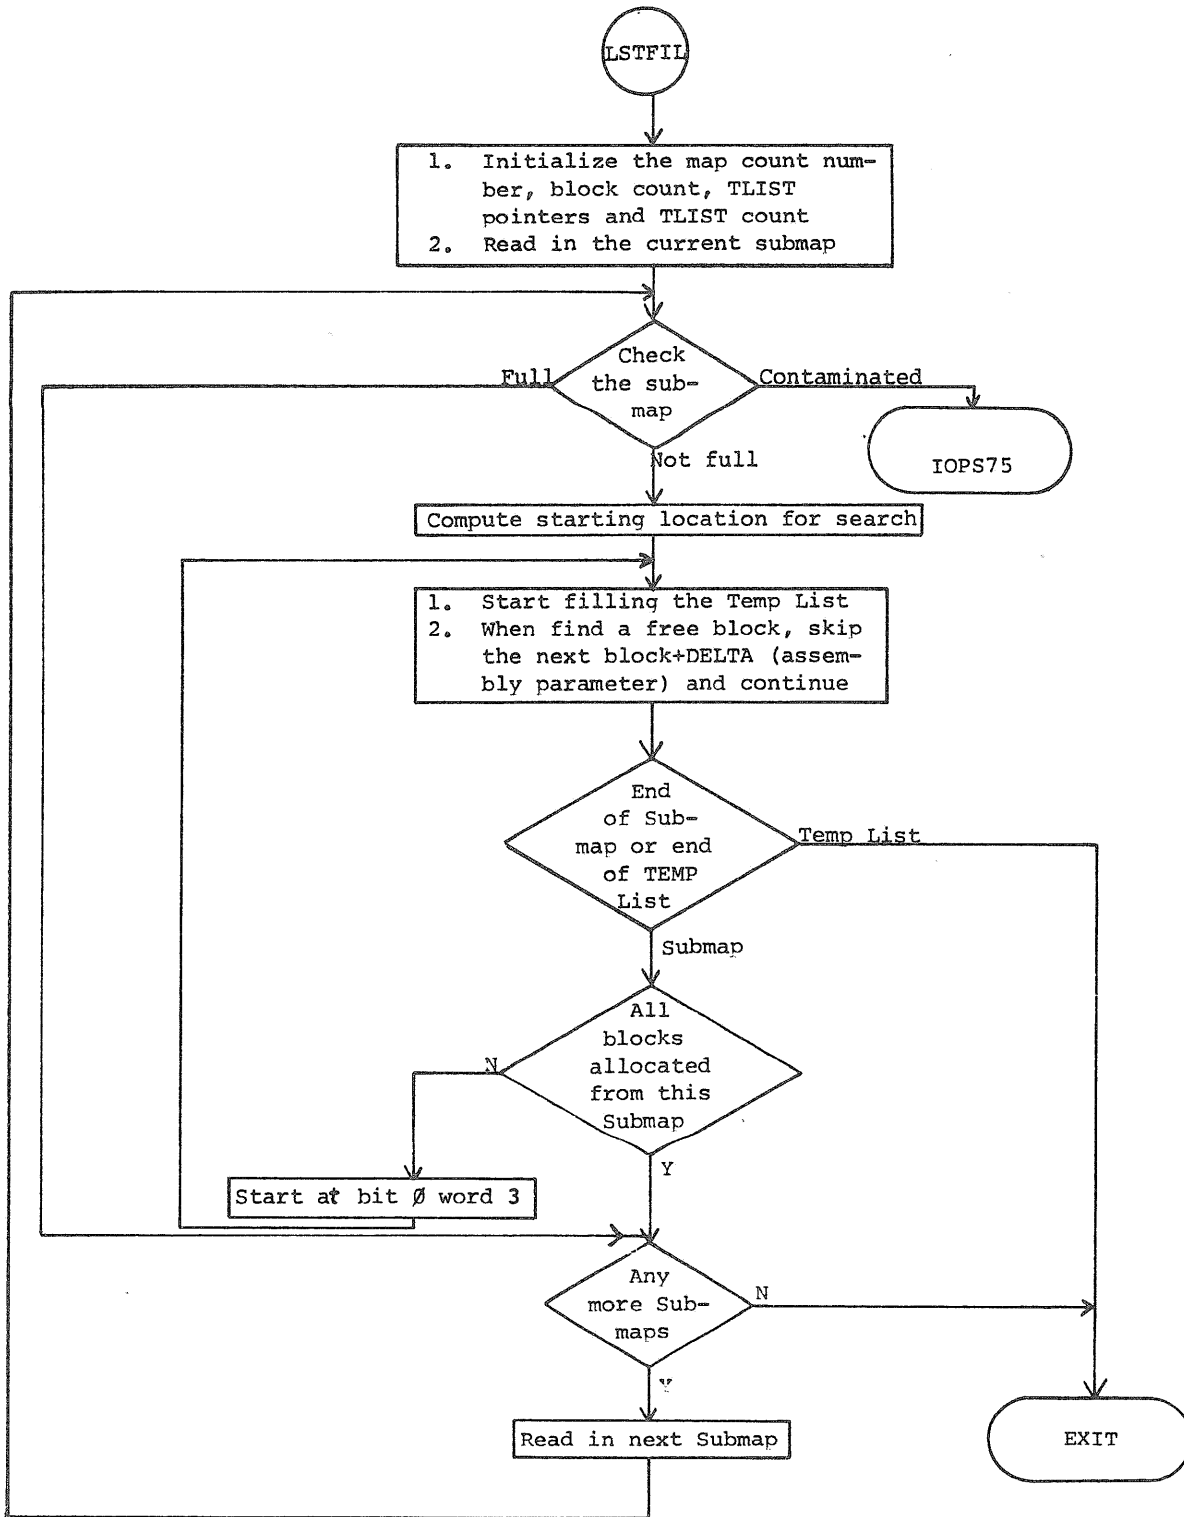 LSTFIL
1. Initialize the map count num-
ber, block count, TLIST
pointers and TLIST count
2. Read in the current submap
Check
the sub-
map
Full
Contaminated
IOPS75
Not full
Compute starting location for search
1. Start filling the Temp List
2. When find a free block, skip
the next block+DELTA (assem-
bly parameter) and continue
End
of Sub-
map or end
of TEMP
List
Temp List
Submap
All
blocks
allocated
from this
Submap
N
Y
Start at bit Ø word 3
Any
more Sub-
maps
N
Y
Read in next Submap
EXIT